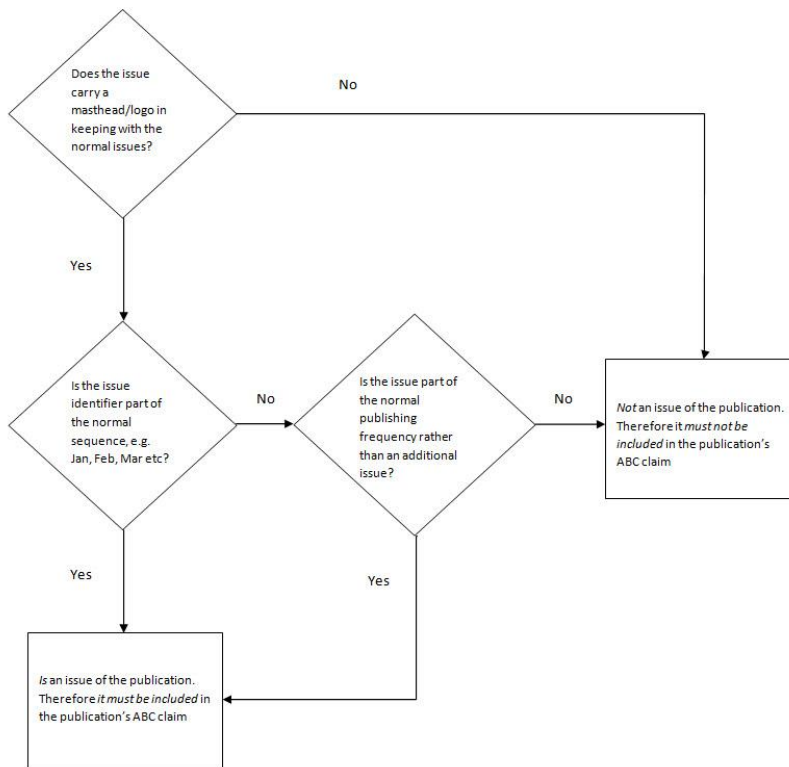 Does the issue
carry a
masthead/logo in
keeping with the
normal issues?
No
Yes
Is the issue
identifier part of
the normal
sequence, e.g.
Jan, Feb, Mar etc?
No
Is the issue part of
the normal
publishing
frequency rather
than an additional
issue?
No
Not an issue of the publication.
Therefore it must not be
included in the publication's
ABC claim
Yes
Yes
Is an issue of the publication.
Therefore it must be included in
the publication's ABC claim